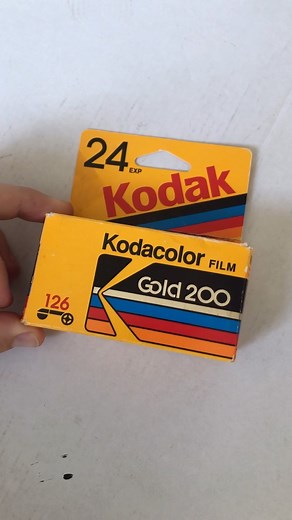 24 EXP
Kodak
Kodacolor FILM
Gold 200
126